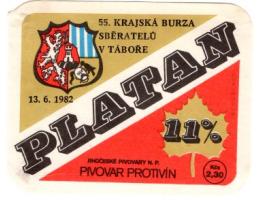 55. KRAJSKÁ BURZA
SBĚRATELŮ
V TÁBOŘE
13. 6. 1982
PLATAN
11%
JIHOČESKÉ PIVOVARY N. P.
PIVOVAR PROTIVÍN
Kčs
2,30